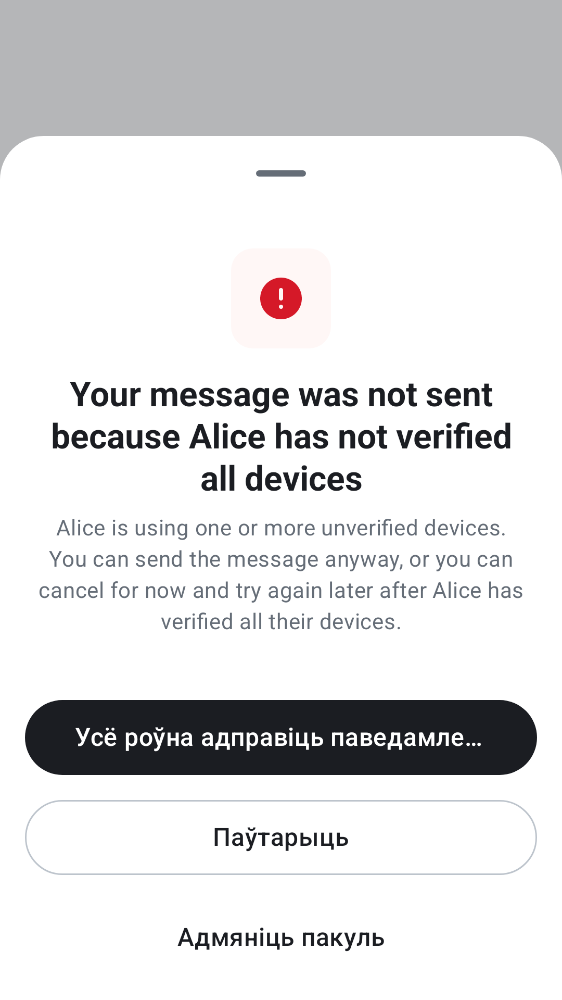 Your message was not sent
because Alice has not verified
all devices
Alice is using one or more unverified devices.
You can send the message anyway, or you can
cancel for now and try again later after Alice has
verified all their devices.
Усё роўна адправіць паведамле…
Паўтарыць
Адмяніць пакуль